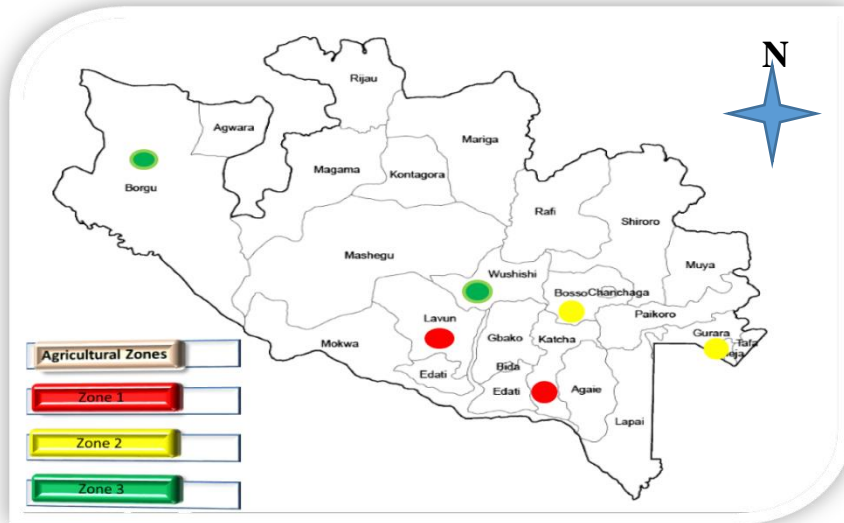 N
Rijau
Agwara
Mariga
Magama
Kontagora
Borgu
Rafi
Shiroro
Mashegu
Wushishi
Muya
Bosso
Chanchaga
Paikoro
Lavun
Gbako
Katcha
Gurara
Mokwa
Tafa
eja
Edati
Bida
Edati
Agaie
Lapai
Agricultural Zones
Zone 1
Zone 2
Zone 3